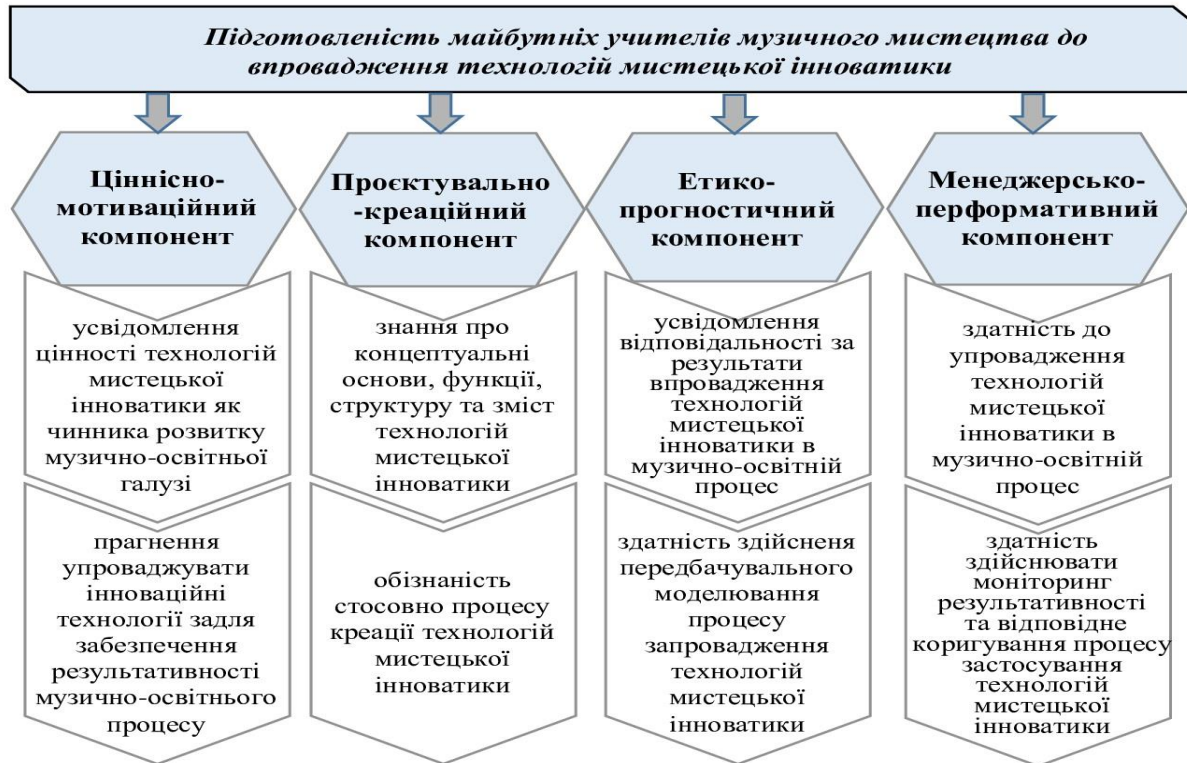 Підготовленість майбутніх учителів музичного мистецтва до
впровадження технологій мистецької інноватики
Ціннісно-
мотиваційний
компонент
Проєктувально
-креаційний
компонент
Етико-
прогностичний
компонент
Менеджерсько-
перформативний
компонент
усвідомлення
цінності технологій
мистецької
інноватики як
чинника розвитку
музично-освітньої
галузі
знання про
концептуальні
основи, функції,
структуру та зміст
технологій
мистецької
інноватики
усвідомлення
відповідальності за
результати
впровадження
технологій
мистецької
інноватики в
музично-освітній
процес
здатність до
упровадження
технологій
мистецької
інноватики в
музично-освітній
процес
прагнення
упроваджувати
інноваційні
технології задля
забезпечення
результативності
музично-освітнього
процесу
обізнаність
стосовно процесу
креації технологій
мистецької
інноватики
здатність здійсненя
передбачувального
моделювання
процесу
запровадження
технологій
мистецької
інноватики
здатність
здійснювати
моніторинг
результативності
та відповідне
коригування процесу
застосування
технологій
мистецької
інноватики